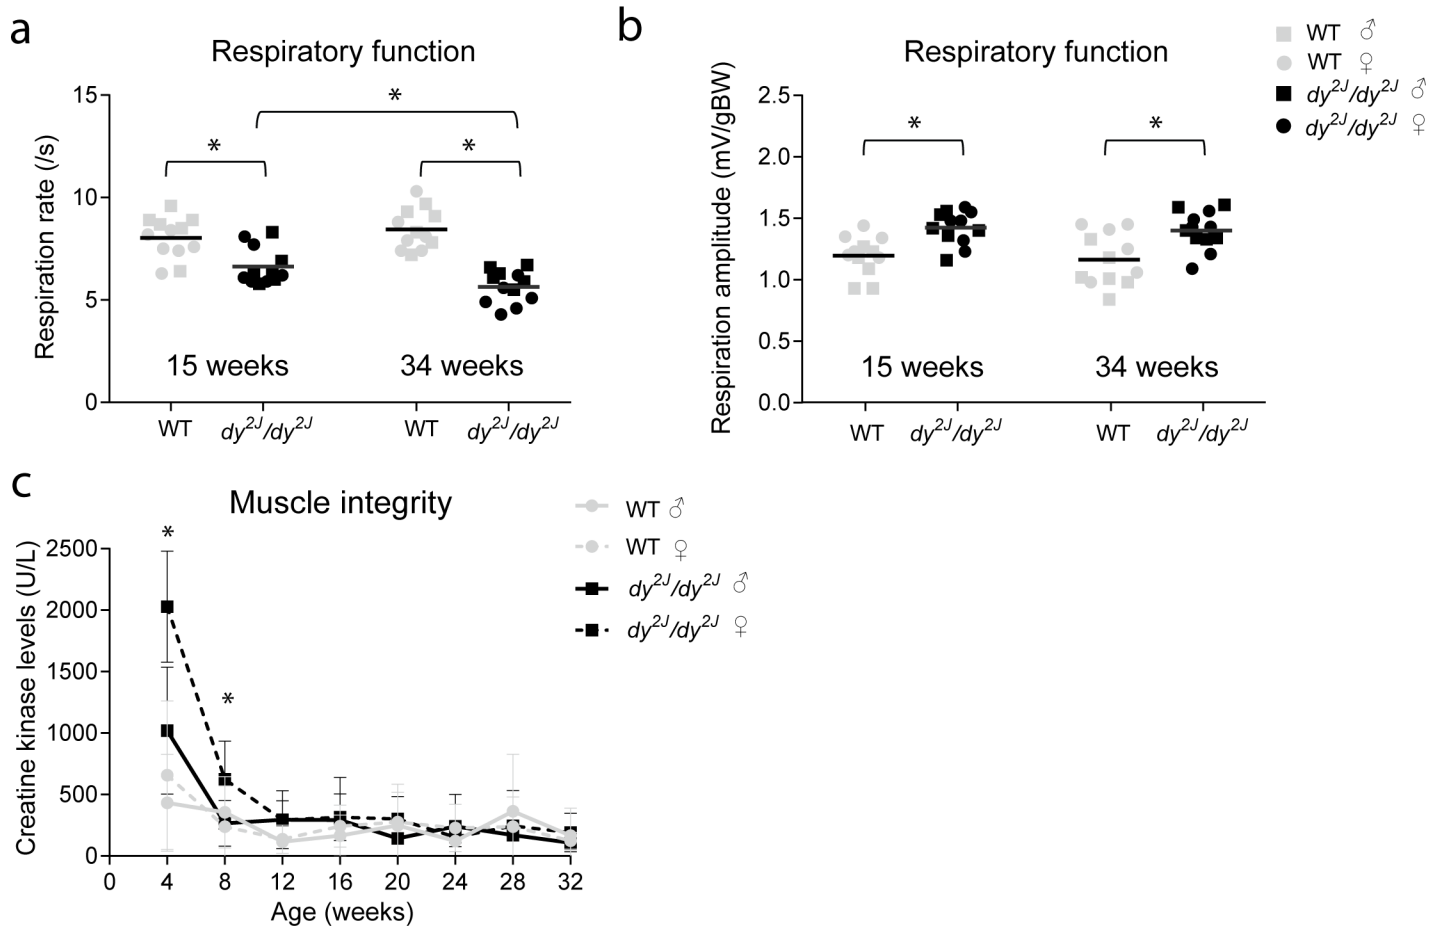 a
Respiratory function
Respiration rate (/s)
15
10
5
0
*
*
*
15 weeks
34 weeks
WT
dy²ᴶ/dy²ᴶ
WT
dy²ᴶ/dy²ᴶ
b
Respiratory function
Respiration amplitude (mV/gBW)
2.5
2.0
1.5
1.0
0.5
0.0
*
*
15 weeks
34 weeks
WT
dy²ᴶ/dy²ᴶ
WT
dy²ᴶ/dy²ᴶ
WT ♂
WT ♀
dy²ᴶ/dy²ᴶ ♂
dy²ᴶ/dy²ᴶ ♀
c
Muscle integrity
Creatine kinase levels (U/L)
2500
2000
1500
1000
500
0
*
*
0 4 8 12 16 20 24 28 32
Age (weeks)
WT ♂
WT ♀
dy²ᴶ/dy²ᴶ ♂
dy²ᴶ/dy²ᴶ ♀